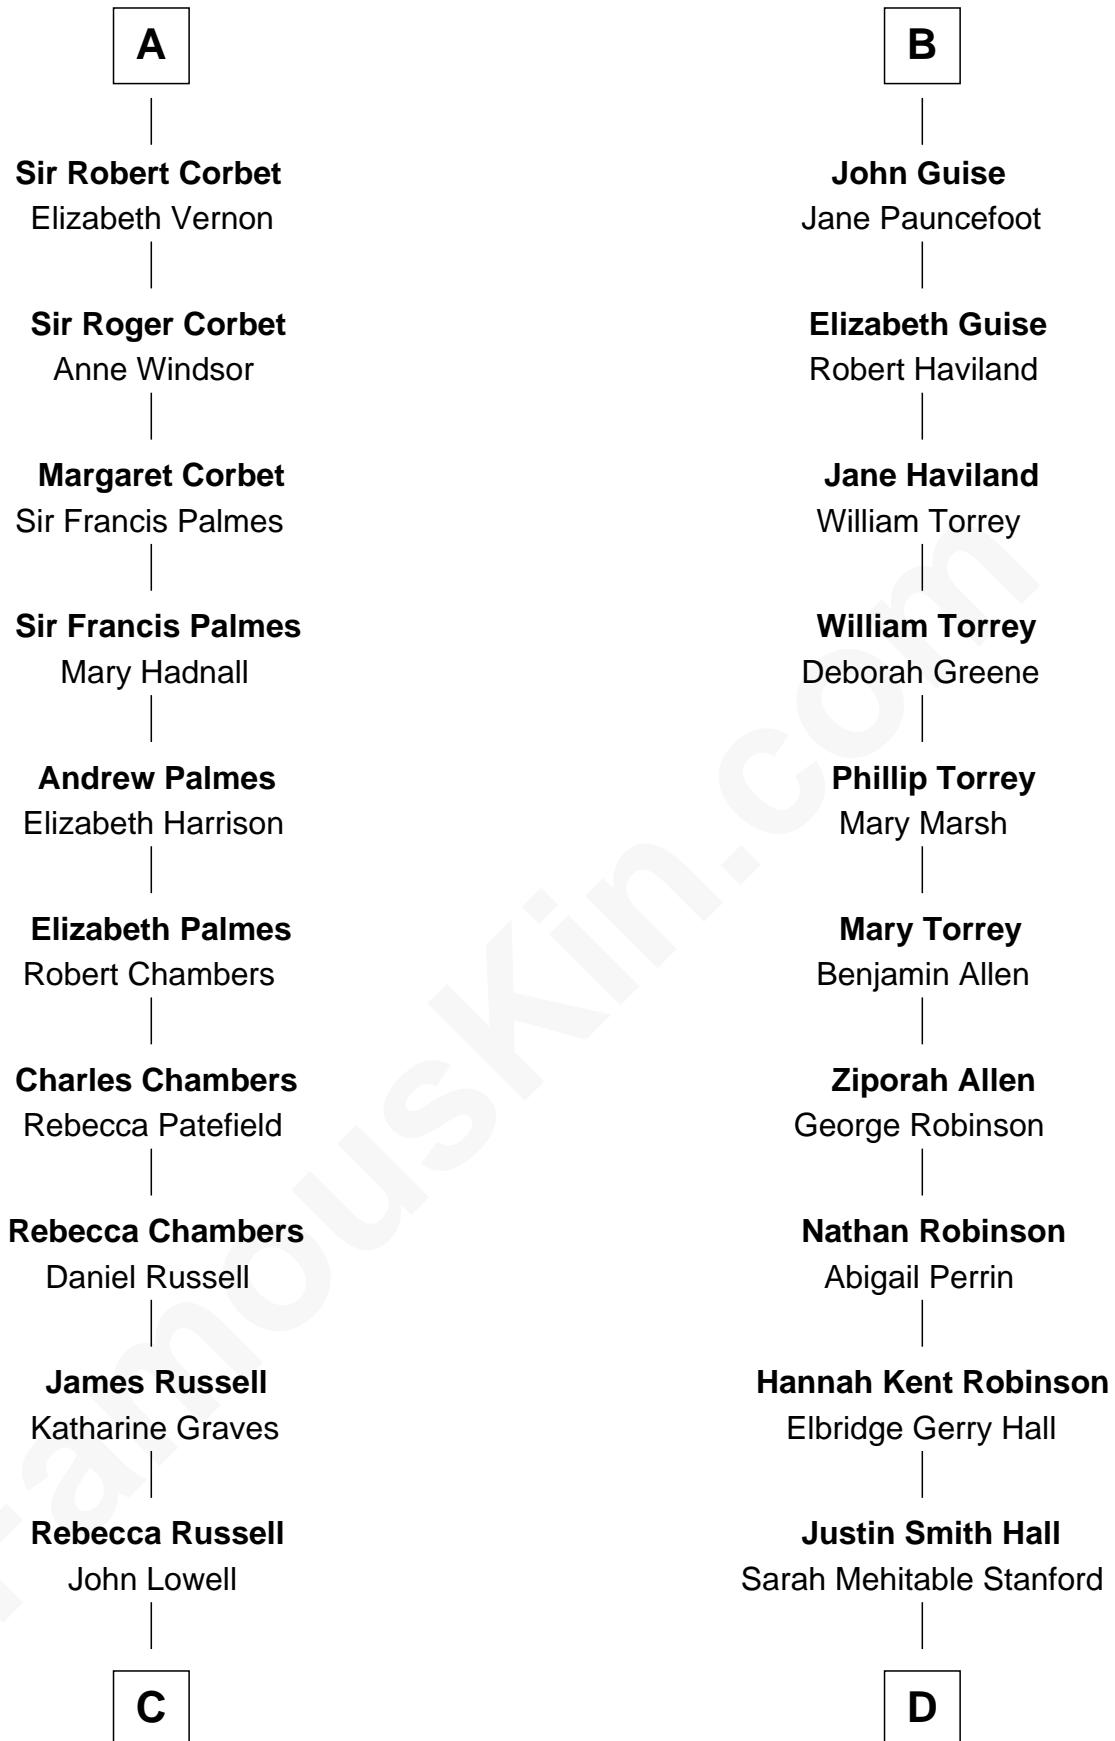 A
Sir Robert Corbet
Elizabeth Vernon
Sir Roger Corbet
Anne Windsor
Margaret Corbet
Sir Francis Palmes
Sir Francis Palmes
Mary Hadnall
Andrew Palmes
Elizabeth Harrison
Elizabeth Palmes
Robert Chambers
Charles Chambers
Rebecca Patefield
Rebecca Chambers
Daniel Russell
James Russell
Katharine Graves
Rebecca Russell
John Lowell
C
B
John Guise
Jane Pauncefoot
Elizabeth Guise
Robert Haviland
Jane Haviland
William Torrey
William Torrey
Deborah Greene
Phillip Torrey
Mary Marsh
Mary Torrey
Benjamin Allen
Ziporah Allen
George Robinson
Nathan Robinson
Abigail Perrin
Hannah Kent Robinson
Elbridge Gerry Hall
Justin Smith Hall
Sarah Mehitable Stanford
D
FamousKin.com